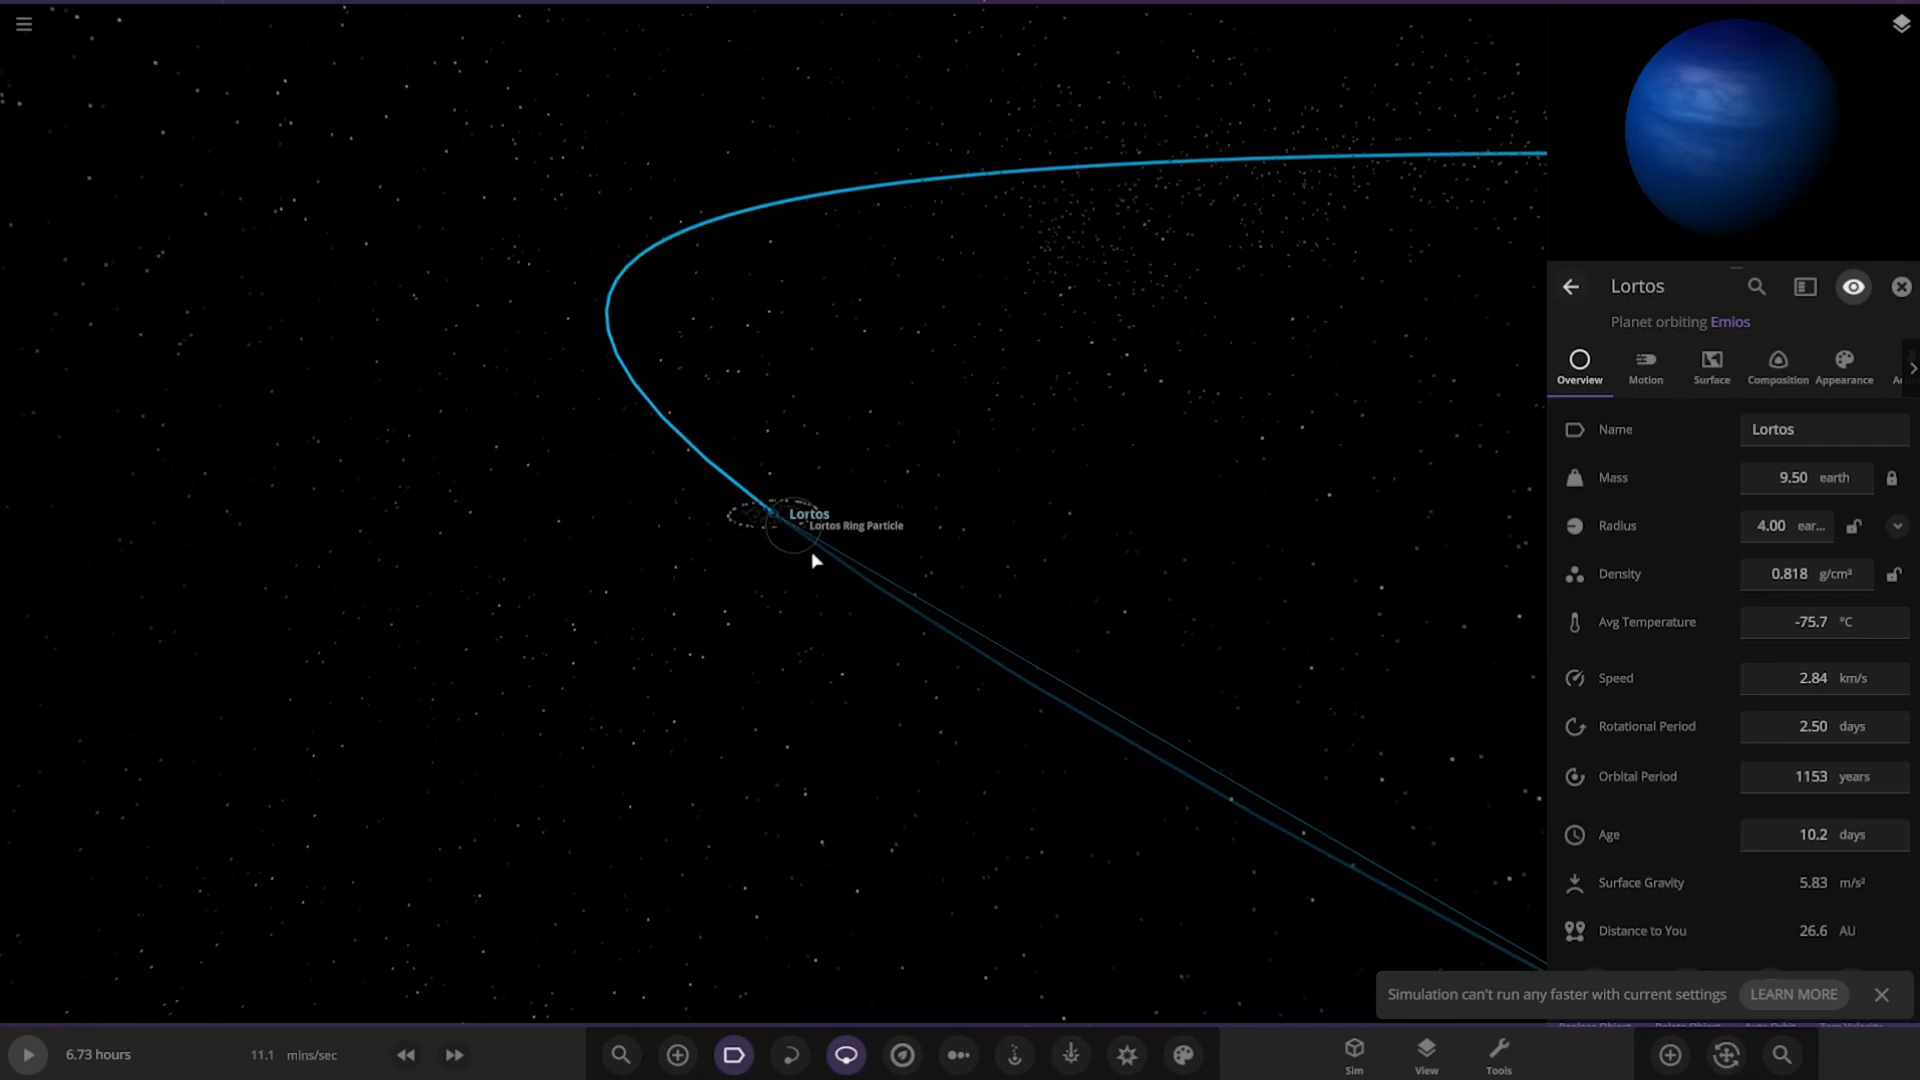 Lortos
Planet orbiting Emios
Overview
Motion
Surface
Composition
Appearance
Name Lortos
Mass 9.50 earth
Radius 4.00 ear...
Density 0.818 g/cm³
Avg Temperature -75.7 °C
Speed 2.84 km/s
Rotational Period 2.50 days
Orbital Period 1153 years
Age 10.2 days
Surface Gravity 5.83 m/s²
Distance to You 26.6 AU
Lortos
Lortos Ring Particle
Simulation can't run any faster with current settings LEARN MORE
6.73 hours
11.1 mins/sec
Sim
View
Tools